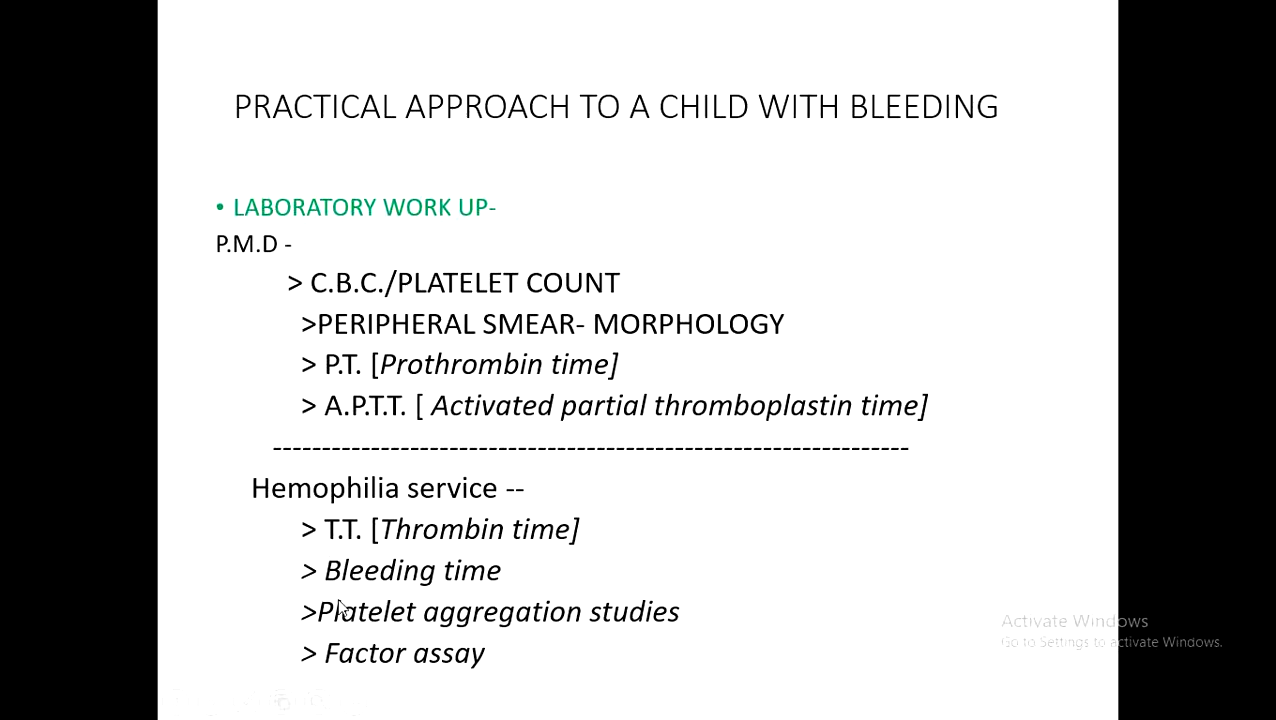 PRACTICAL APPROACH TO A CHILD WITH BLEEDING
• LABORATORY WORK UP-
P.M.D -
> C.B.C./PLATELET COUNT
>PERIPHERAL SMEAR- MORPHOLOGY
> P.T. [Prothrombin time]
> A.P.T.T. [ Activated partial thromboplastin time]
-----------------------------------------------------------------
Hemophilia service --
> T.T. [Thrombin time]
> Bleeding time
>Platelet aggregation studies
> Factor assay
Activate Windows
Go to Settings to activate Windows.